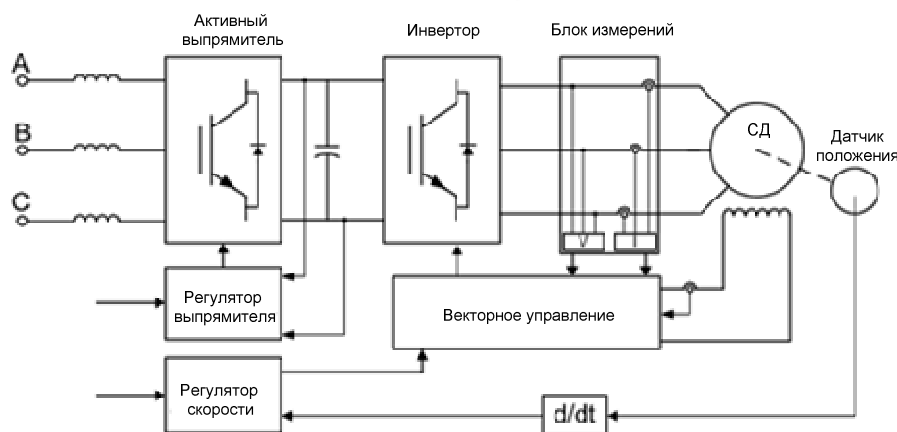 Активный
выпрямитель
Инвертор
Блок измерений
A
B
C
СД
Датчик
положения
V
I
Регулятор
выпрямителя
Векторное управление
Регулятор
скорости
d/dt